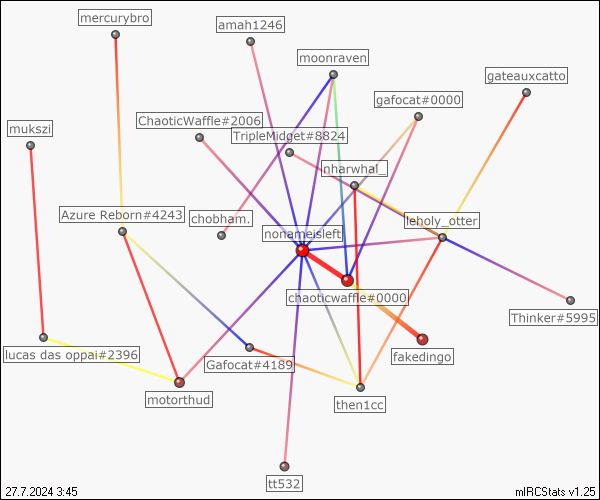 mercurybro
amah1246
moonraven
gateauxcatto
gafocat#0000
ChaoticWaffle#2006
mukszi
TripleMidget#8824
nharwhal_
Azure Reborn#4243
chobham.
leholy_otter
nonameisleft
chaoticwaffle#0000
Thinker#5995
lucas das oppai#2396
fakedingo
Gafocat#4189
motorthud
then1cc
tt532
27.7.2024 3:45
mIRCStats v1.25